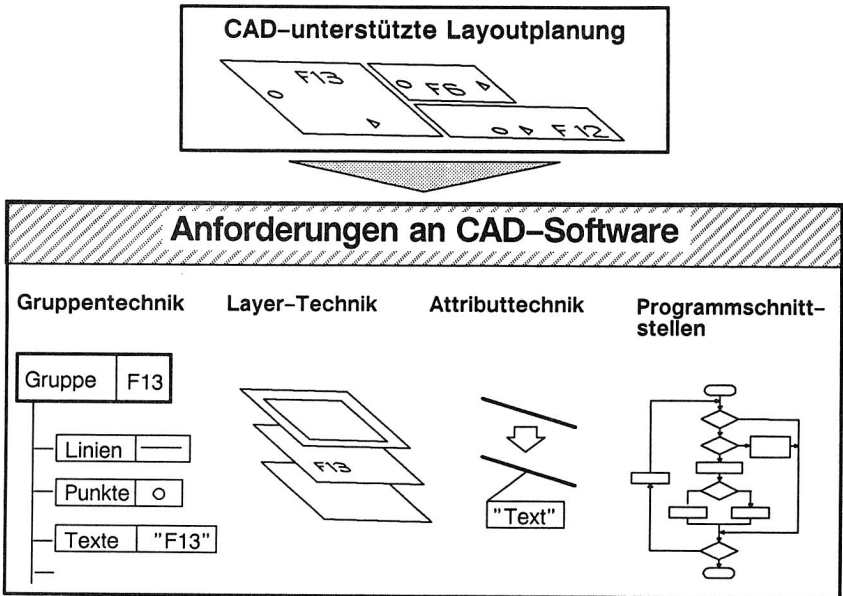 CAD–unterstützte Layoutplanung
F13
F6
F12
Anforderungen an CAD–Software
Gruppentechnik
Layer–Technik
Attributtechnik
Programmschnitt–
stellen
Gruppe F13
Linien
Punkte
Texte "F13"
F13
"Text"